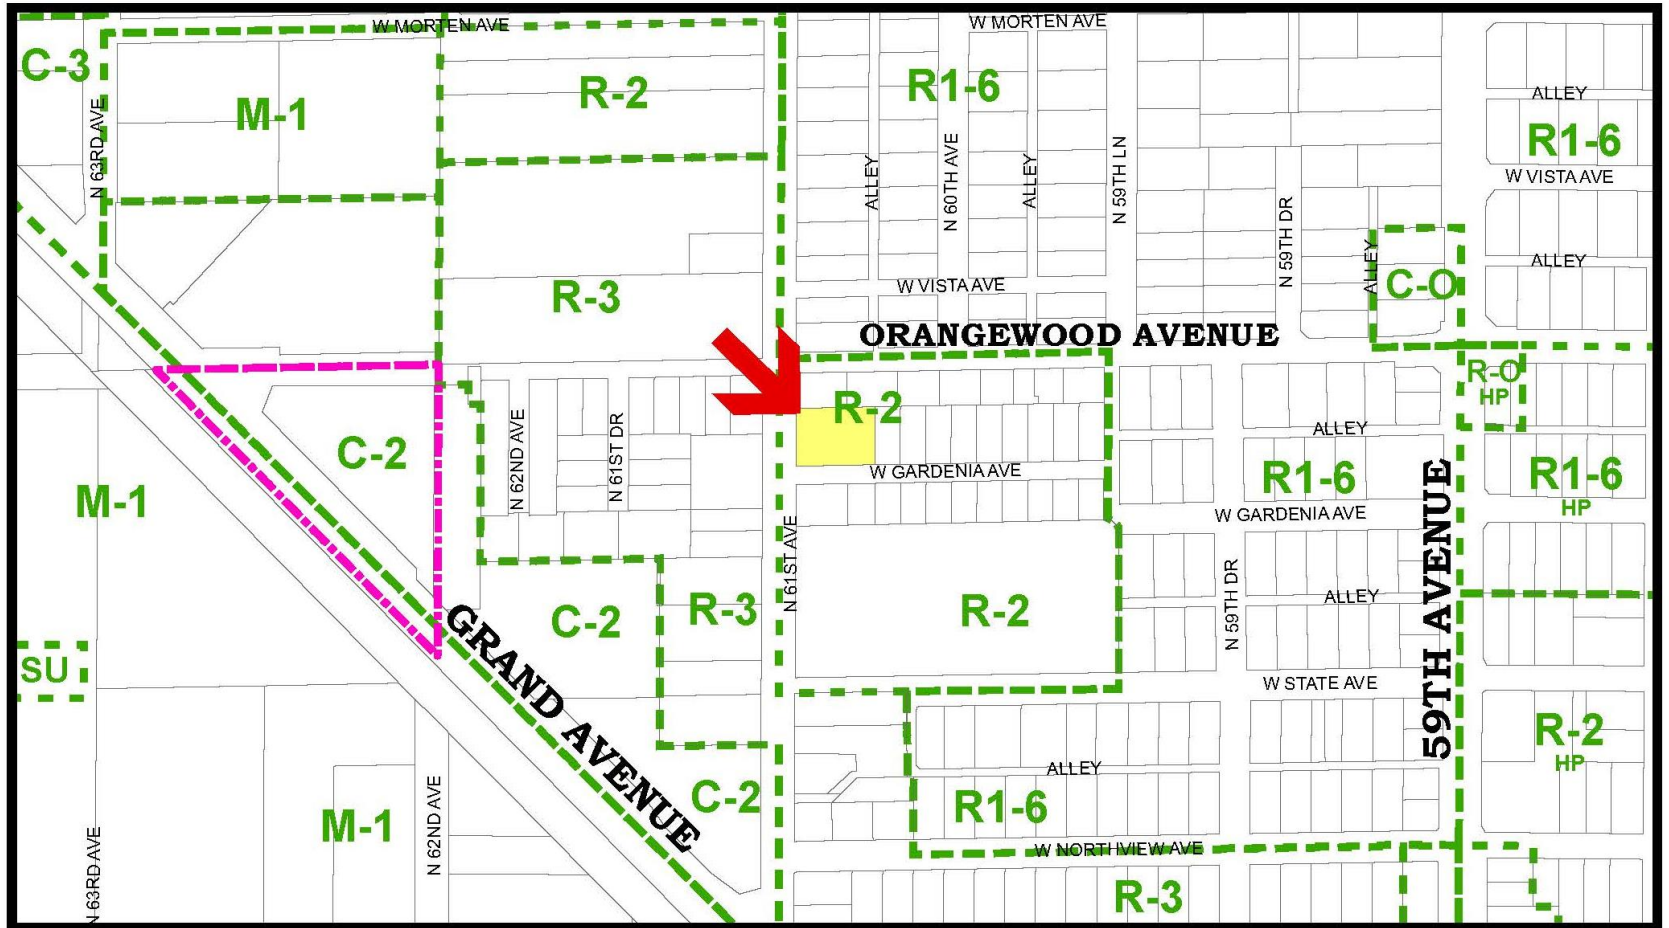 W MORTEN AVE
W MORTEN AVE
C-3
M-1
R-2
R1-6
ALLEY
R1-6
N 63RD AVE
ALLEY
N 60TH AVE
ALLEY
N 59TH LN
W VISTA AVE
N 59TH DR
ALLEY
C-O
ALLEY
R-3
W VISTA AVE
ORANGEWOOD AVENUE
R-O
HP
R-2
C-2
N 62ND AVE
N 61ST DR
W GARDENIA AVE
ALLEY
R1-6
R1-6
HP
M-1
W GARDENIA AVE
N 61ST AVE
59TH AVENUE
N 59TH DR
ALLEY
C-2
R-3
R-2
GRAND AVENUE
SU
W STATE AVE
R-2
HP
ALLEY
C-2
R1-6
M-1
N 62ND AVE
N 63RD AVE
W NORTHVIEW AVE
R-3